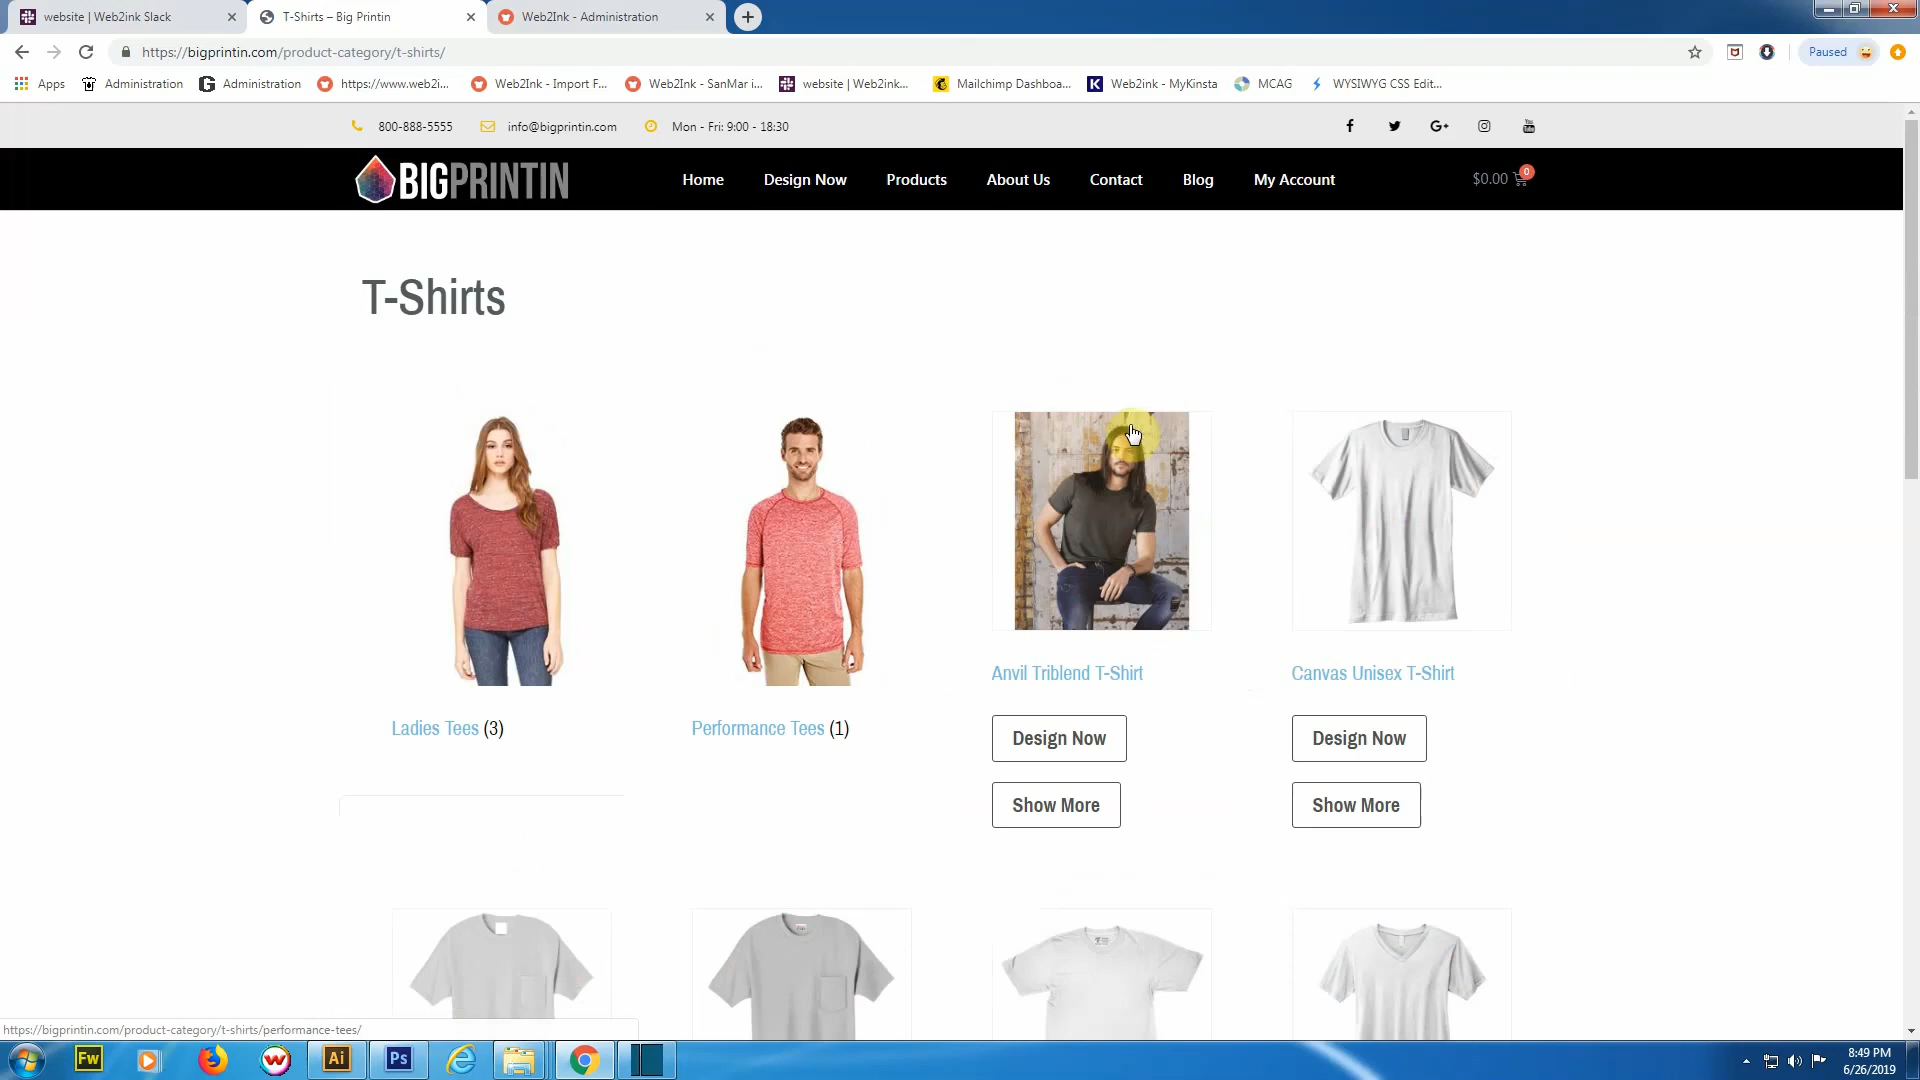 website | Web2ink Slack
T-Shirts – Big Printin
Web2Ink - Administration
https://bigprintin.com/product-category/t-shirts/
Paused
Apps
Administration
Administration
https://www.web2i...
Web2Ink - Import F...
Web2Ink - SanMar i...
website | Web2ink...
Mailchimp Dashboa...
Web2ink - MyKinsta
MCAG
WYSIWYG CSS Edit...
800-888-5555
info@bigprintin.com
Mon - Fri: 9:00 - 18:30
BIGPRINTIN
Home
Design Now
Products
About Us
Contact
Blog
My Account
$0.00
0
T-Shirts
Anvil Triblend T-Shirt
Canvas Unisex T-Shirt
Ladies Tees (3)
Performance Tees (1)
Design Now
Design Now
Show More
Show More
https://bigprintin.com/product-category/t-shirts/performance-tees/
Fw
Ai
Ps
8:49 PM
6/26/2019